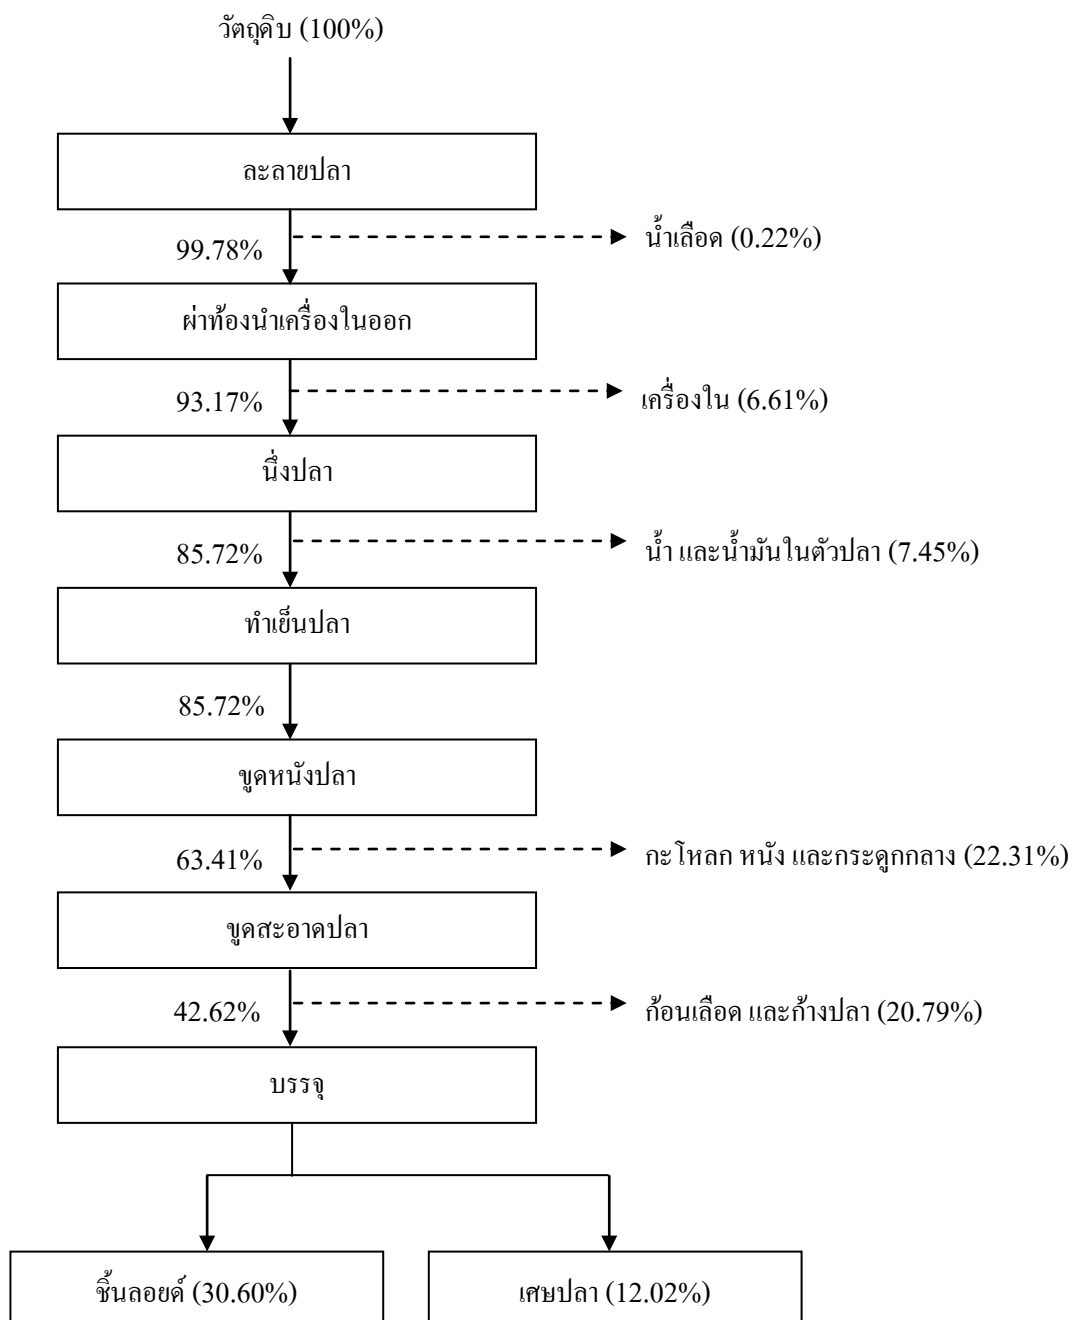 วัตถุดิบ (100%)
ละลายปลา
99.78%
น้ำเลือด (0.22%)
ผ่าท้องนำเครื่องในออก
93.17%
เครื่องใน (6.61%)
นึ่งปลา
85.72%
น้ำ และน้ำมันในตัวปลา (7.45%)
ทำเย็นปลา
85.72%
ขูดหนังปลา
63.41%
กะโหลก หนัง และกระดูกกลาง (22.31%)
ขูดสะอาดปลา
42.62%
ก้อนเลือด และก้างปลา (20.79%)
บรรจุ
ชิ้นลอยด์ (30.60%)
เศษปลา (12.02%)